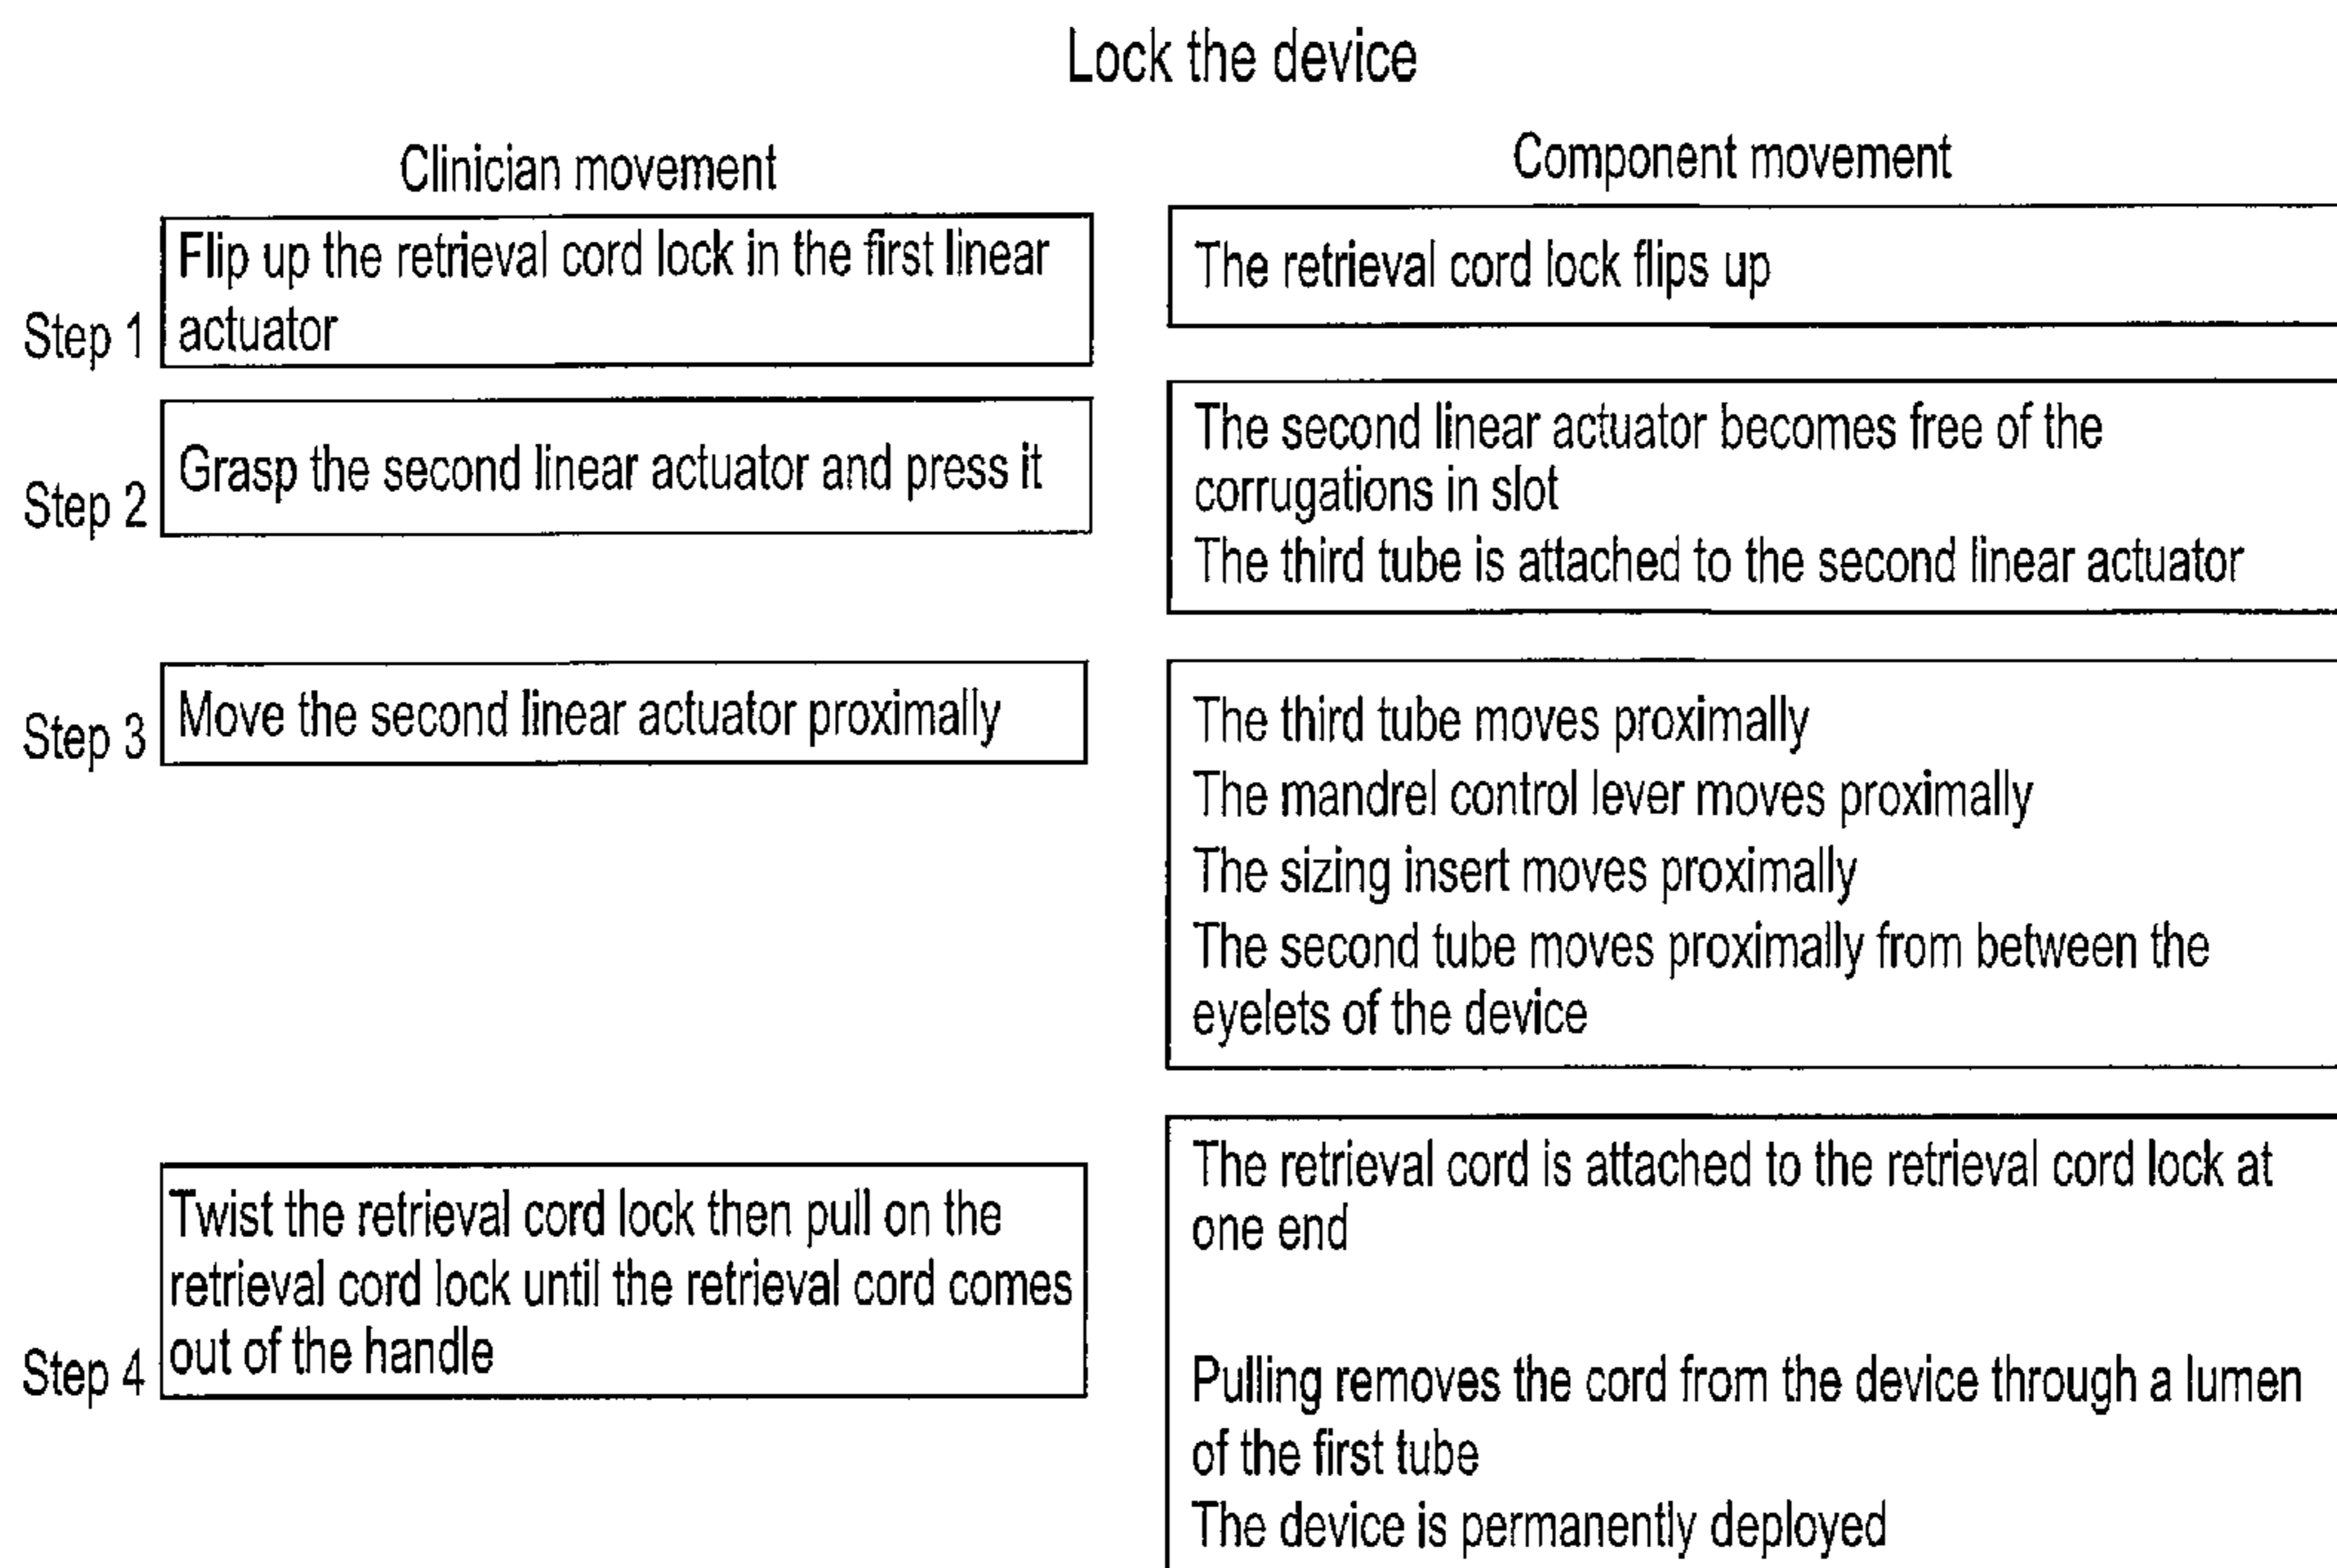 Lock the device
Clinician movement
Component movement
Step 1
Flip up the retrieval cord lock in the first linear
actuator
The retrieval cord lock flips up
Step 2
Grasp the second linear actuator and press it
The second linear actuator becomes free of the
corrugations in slot
The third tube is attached to the second linear actuator
Step 3
Move the second linear actuator proximally
The third tube moves proximally
The mandrel control lever moves proximally
The sizing insert moves proximally
The second tube moves proximally from between the
eyelets of the device
Step 4
Twist the retrieval cord lock then pull on the
retrieval cord lock until the retrieval cord comes
out of the handle
The retrieval cord is attached to the retrieval cord lock at
one end
Pulling removes the cord from the device through a lumen
of the first tube
The device is permanently deployed